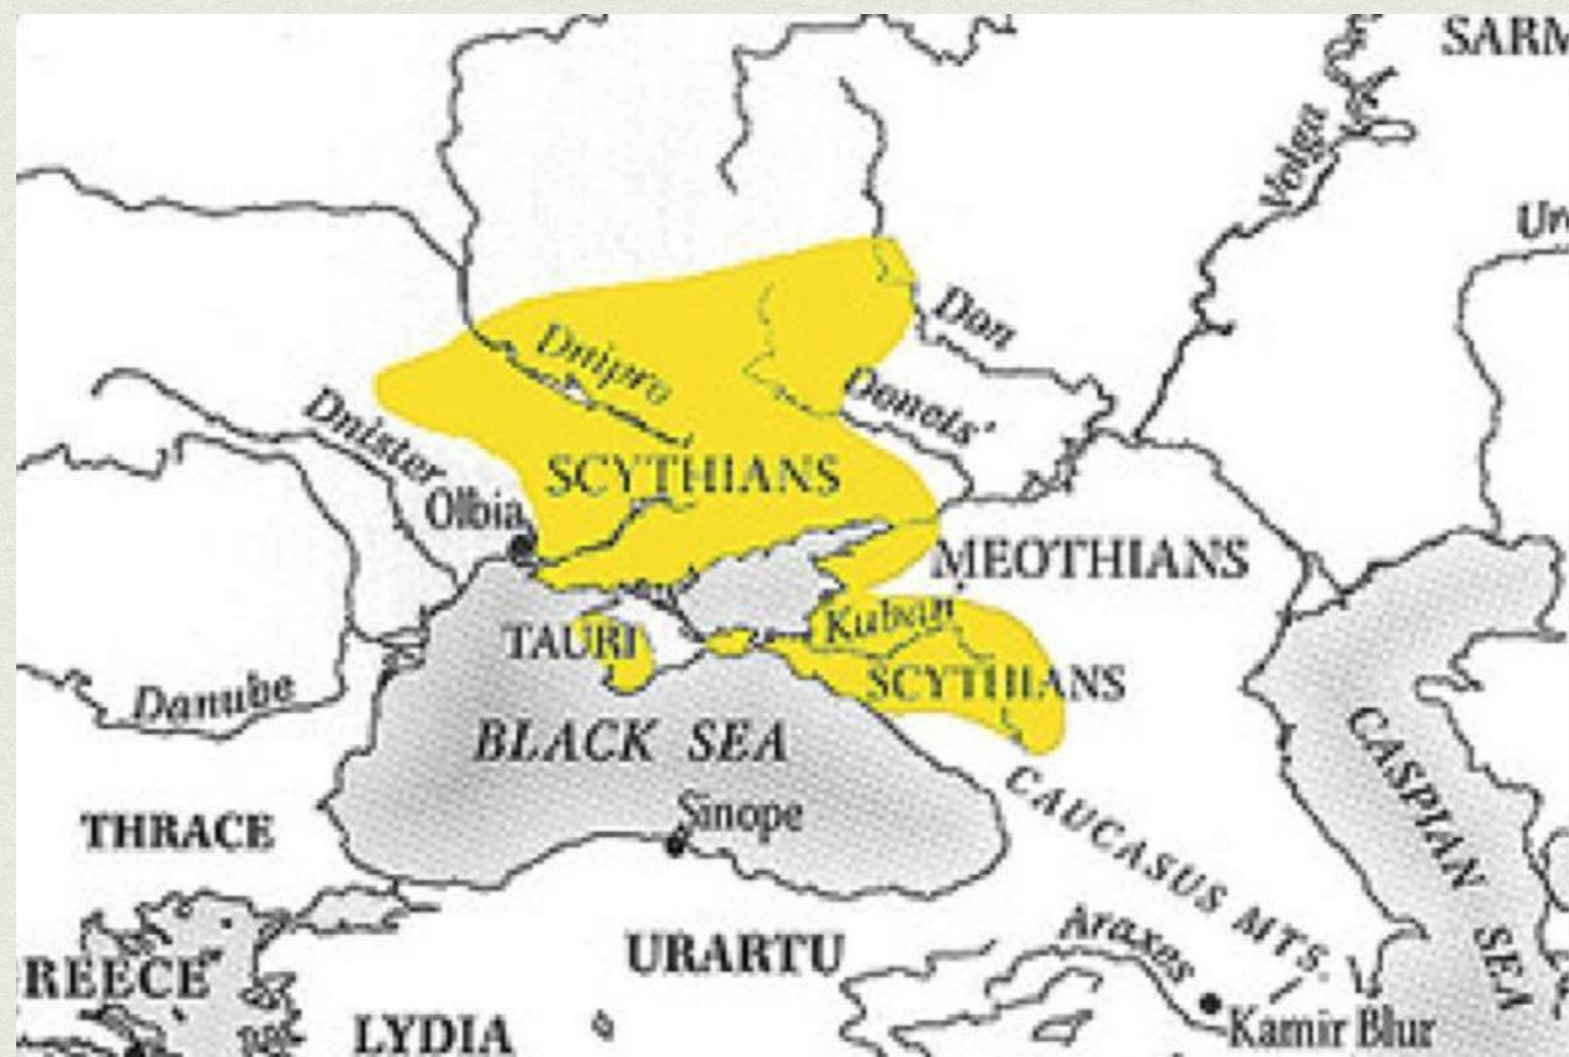 SARM
Volga
Ur
Don
Dnipro
Donets'
Dnister
SCYTHIANS
Olbia
MEOTHIANS
Kuban
TAURI
SCYTHIANS
Danube
BLACK SEA
CASPIAN SEA
Sinope
THRACE
CAUCASUS MTS.
Araxes
URARTU
REECE
Kamir Blur
LYDIA